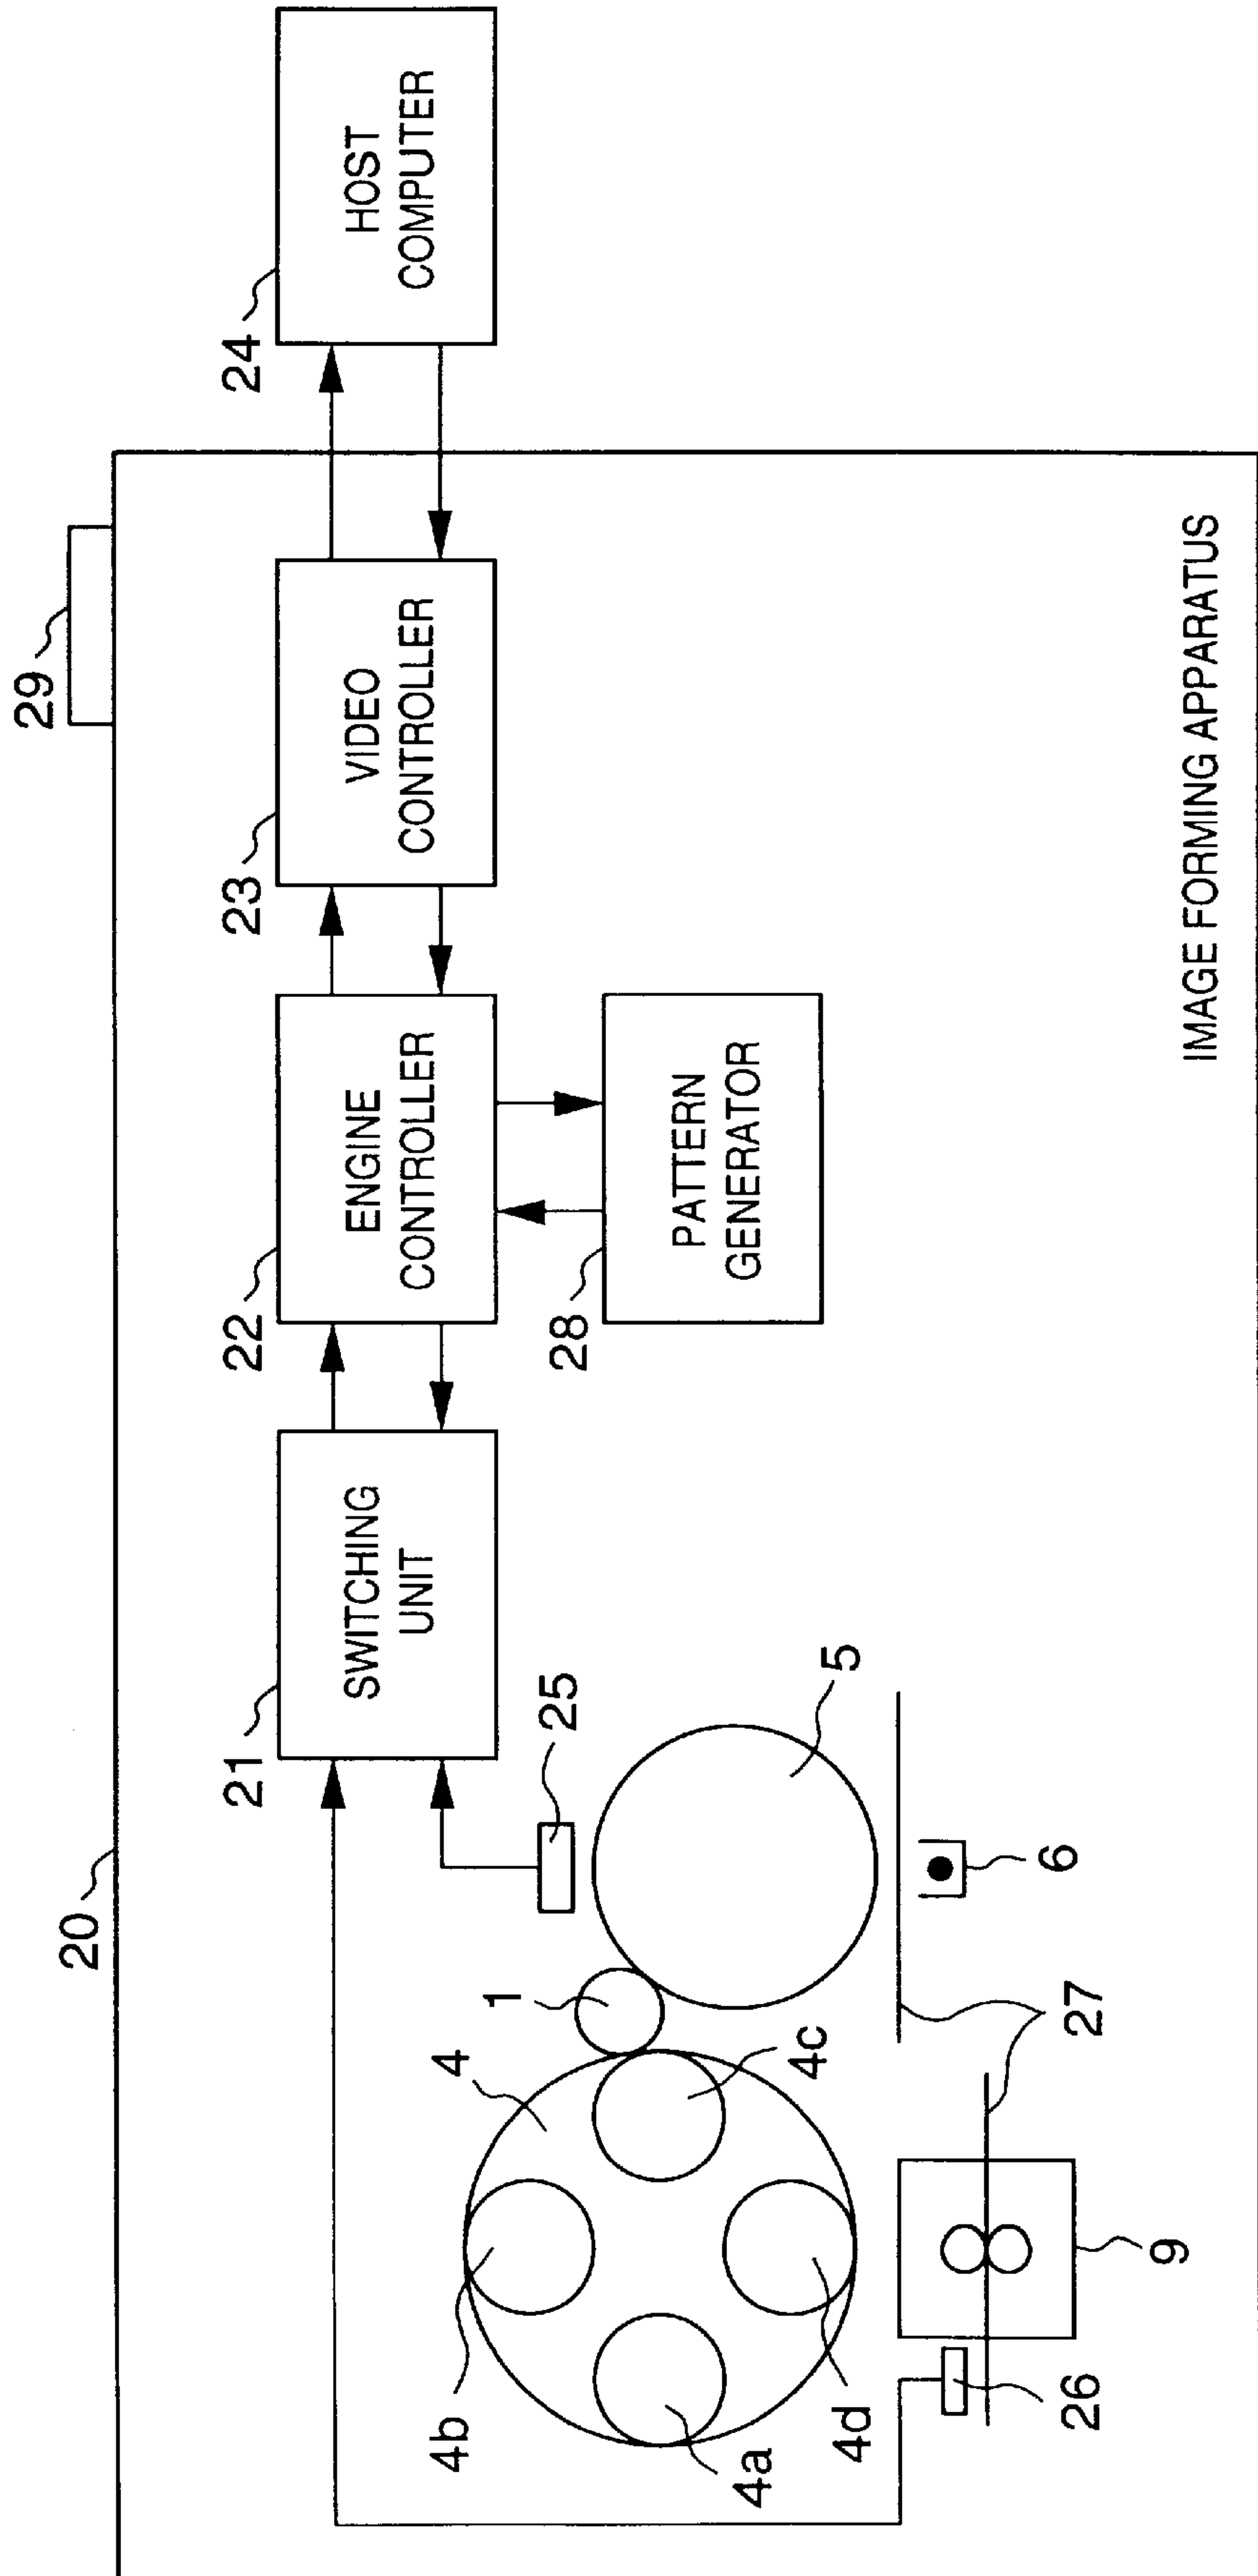 29
20
21
SWITCHING
UNIT
22
ENGINE
CONTROLLER
23
VIDEO
CONTROLLER
24
HOST
COMPUTER
28
PATTERN
GENERATOR
25
1
4
4b
4a
4c
4d
5
6
27
9
26
IMAGE FORMING APPARATUS